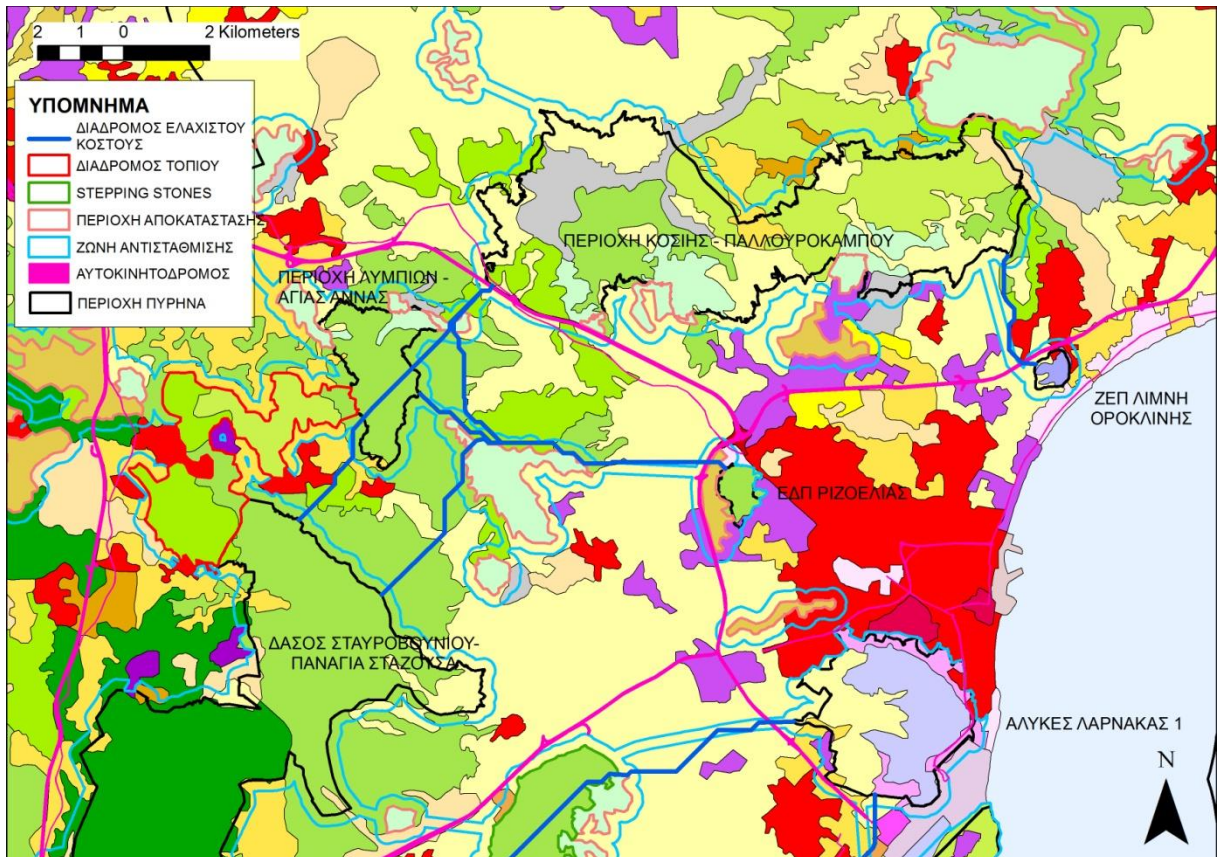 2 1 0 2 Kilometers
ΥΠΟΜΝΗΜΑ
ΔΙΑΔΡΟΜΟΣ ΕΛΑΧΙΣΤΟΥ
ΚΟΣΤΟΥΣ
ΔΙΑΔΡΟΜΟΣ ΤΟΠΙΟΥ
STEPPING STONES
ΠΕΡΙΟΧΗ ΑΠΟΚΑΤΑΣΤΑΣΗΣ
ΖΩΝΗ ΑΝΤΙΣΤΑΘΜΙΣΗΣ
ΑΥΤΟΚΙΝΗΤΟΔΡΟΜΟΣ
ΠΕΡΙΟΧΗ ΠΥΡΗΝΑ
ΠΕΡΙΟΧΗ ΚΟΣΙΗΣ - ΠΑΛΛΟΥΡΟΚΑΜΠΟΥ
ΠΕΡΙΟΧΗ ΛΥΜΠΙΩΝ -
ΑΓΙΑΣ ΑΝΝΑΣ
ΖΕΠ ΛΙΜΝΗ
ΟΡΟΚΛΙΝΗΣ
ΕΔΠ ΡΙΖΟΕΛΙΑΣ
ΔΑΣΟΣ ΣΤΑΥΡΟΒΟΥΝΙΟΥ-
ΠΑΝΑΓΙΑ ΣΤΑΖΟΥΣΑ
ΑΛΥΚΕΣ ΛΑΡΝΑΚΑΣ 1
N